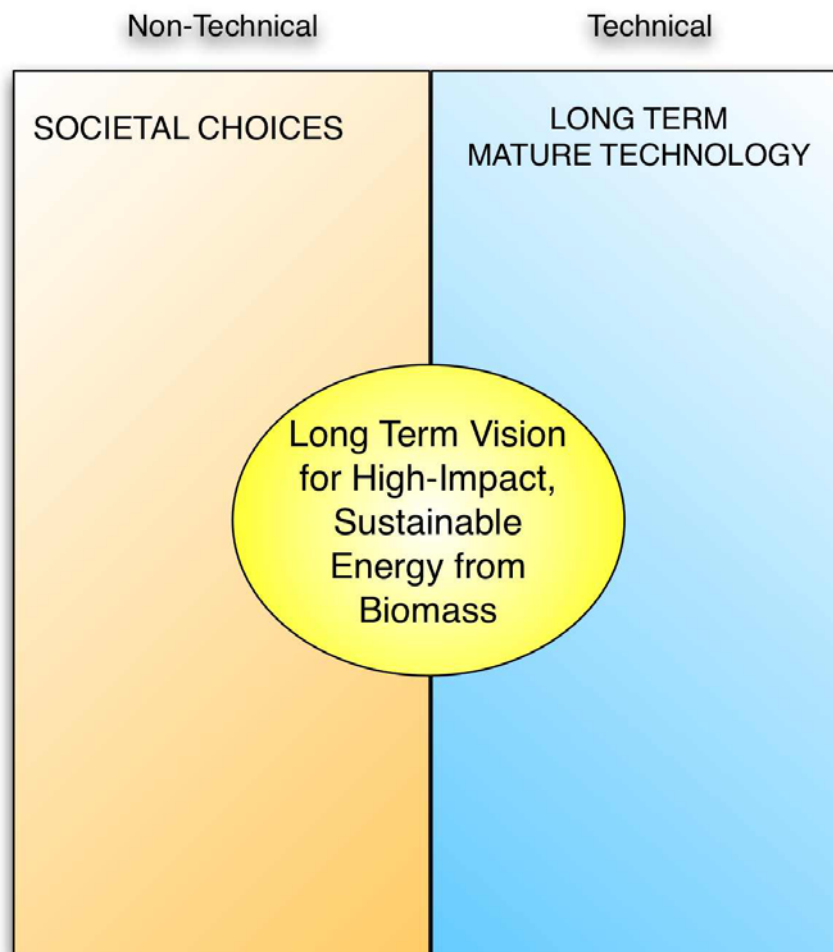 Non-Technical
Technical
SOCIETAL CHOICES
LONG TERM
MATURE TECHNOLOGY
Long Term Vision
for High-Impact,
Sustainable
Energy from
Biomass